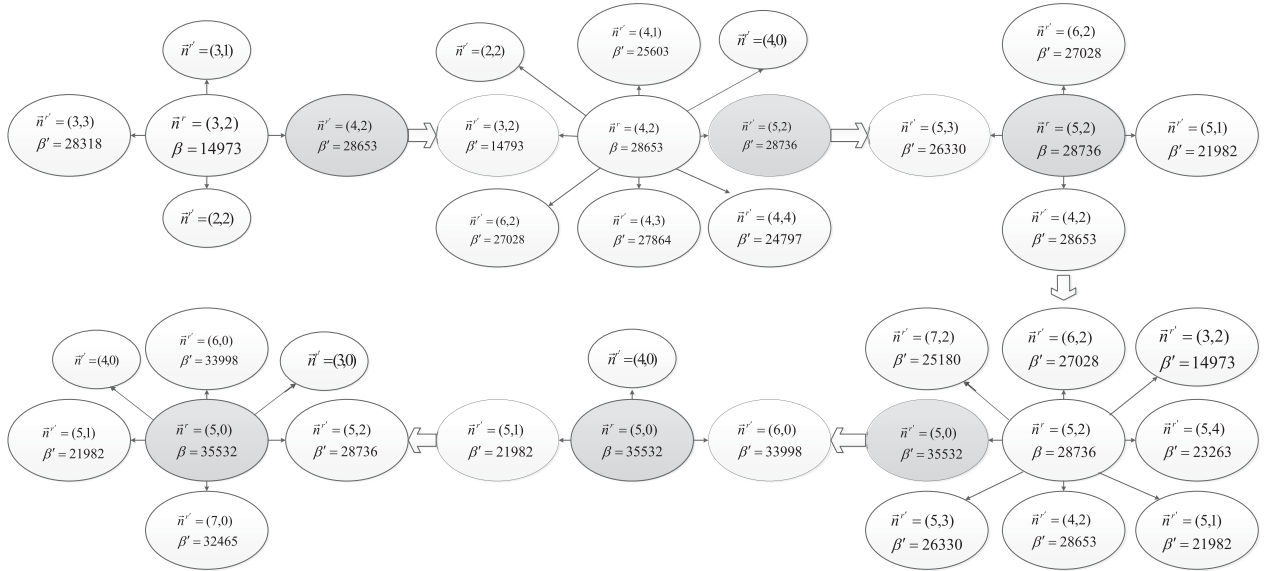 n⃗^r′ = (3,1)
n⃗^r′ = (3,3)
β′ = 28318
n⃗^r = (3,2)
β = 14973
n⃗^r′ = (4,2)
β′ = 28653
n⃗^r′ = (2,2)
n⃗^r′ = (2,2)
n⃗^r′ = (4,1)
β′ = 25603
n⃗^r′ = (4,0)
n⃗^r′ = (3,2)
β′ = 14793
n⃗^r = (4,2)
β = 28653
n⃗^r′ = (5,2)
β′ = 28736
n⃗^r′ = (6,2)
β′ = 27028
n⃗^r′ = (4,3)
β′ = 27864
n⃗^r′ = (4,4)
β′ = 24797
n⃗^r′ = (6,2)
β′ = 27028
n⃗^r′ = (5,3)
β′ = 26330
n⃗^r = (5,2)
β = 28736
n⃗^r′ = (5,1)
β′ = 21982
n⃗^r′ = (4,2)
β′ = 28653
n⃗^r′ = (7,2)
β′ = 25180
n⃗^r′ = (6,2)
β′ = 27028
n⃗^r′ = (3,2)
β′ = 14973
n⃗^r′ = (5,0)
β′ = 35532
n⃗^r = (5,2)
β = 28736
n⃗^r′ = (5,4)
β′ = 23263
n⃗^r′ = (5,3)
β′ = 26330
n⃗^r′ = (4,2)
β′ = 28653
n⃗^r′ = (5,1)
β′ = 21982
n⃗^r′ = (4,0)
n⃗^r′ = (5,1)
β′ = 21982
n⃗^r = (5,0)
β = 35532
n⃗^r′ = (6,0)
β′ = 33998
n⃗^r′ = (4,0)
n⃗^r′ = (6,0)
β′ = 33998
n⃗^r′ = (3,0)
n⃗^r′ = (5,1)
β′ = 21982
n⃗^r = (5,0)
β = 35532
n⃗^r′ = (5,2)
β′ = 28736
n⃗^r′ = (7,0)
β′ = 32465